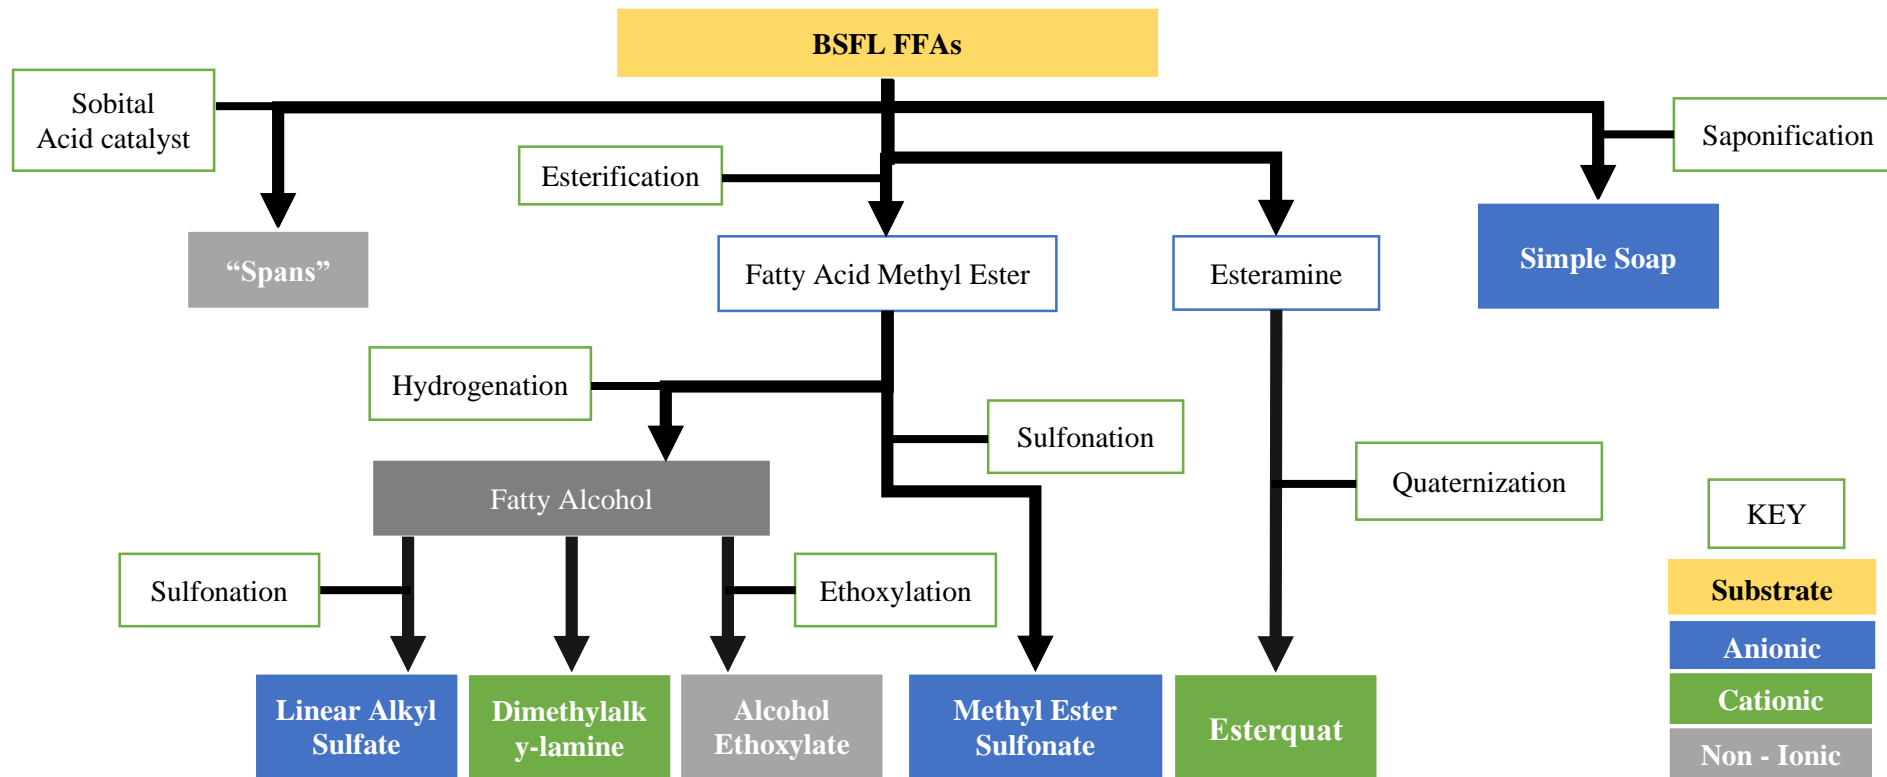 BSFL FFAs
Sobital
Acid catalyst
Saponification
Esterification
“Spans”
Fatty Acid Methyl Ester
Esteramine
Simple Soap
Hydrogenation
Sulfonation
Quaternization
Fatty Alcohol
KEY
Sulfonation
Ethoxylation
Substrate
Anionic
Linear Alkyl
Sulfate
Dimethylalk
y-lamine
Alcohol
Ethoxylate
Methyl Ester
Sulfonate
Esterquat
Cationic
Non - Ionic